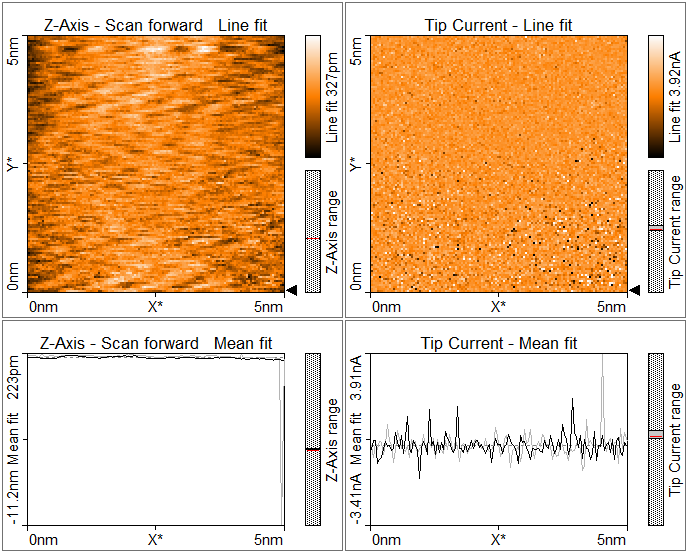 Z-Axis - Scan forward Line fit
5nm
Y*
0nm
0nm X* 5nm
Line fit 327pm
Z-Axis range
Tip Current - Line fit
5nm
Y*
0nm
0nm X* 5nm
Line fit 3.92nA
Tip Current range
Z-Axis - Scan forward Mean fit
-11.2nm Mean fit 223pm
0nm X* 5nm
Z-Axis range
Tip Current - Mean fit
-3.41nA Mean fit 3.91nA
0nm X* 5nm
Tip Current range